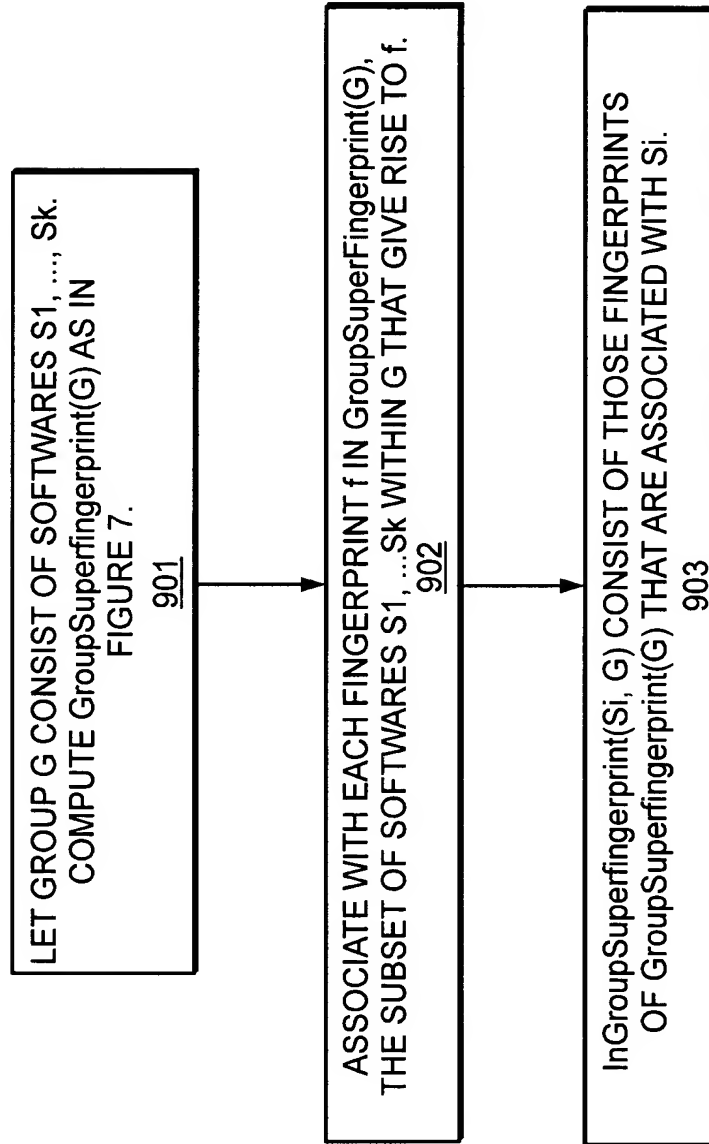 LET GROUP G CONSIST OF SOFTWARES S1, ..., Sk.
COMPUTE GroupSuperfingerprint(G) AS IN
FIGURE 7.
901
ASSOCIATE WITH EACH FINGERPRINT f IN GroupSuperFingerprint(G),
THE SUBSET OF SOFTWARES S1, ...Sk WITHIN G THAT GIVE RISE TO f.
902
InGroupSuperfingerprint(Si, G) CONSIST OF THOSE FINGERPRINTS
OF GroupSuperfingerprint(G) THAT ARE ASSOCIATED WITH Si.
903